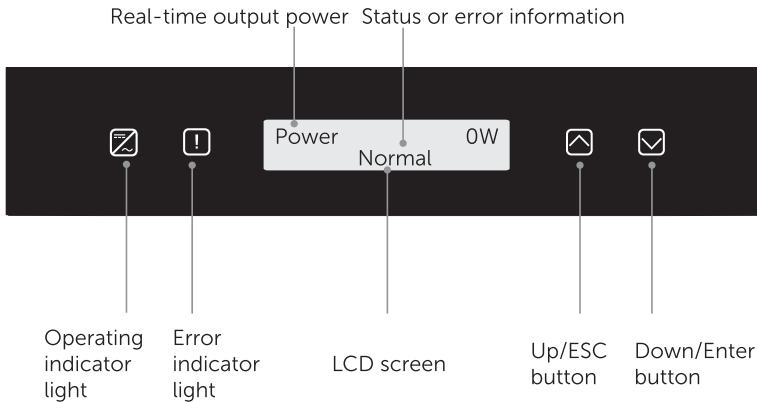 Real-time output power Status or error information
!
Power 0W
Normal
Operating
indicator
light
Error
indicator
light
LCD screen
Up/ESC
button
Down/Enter
button